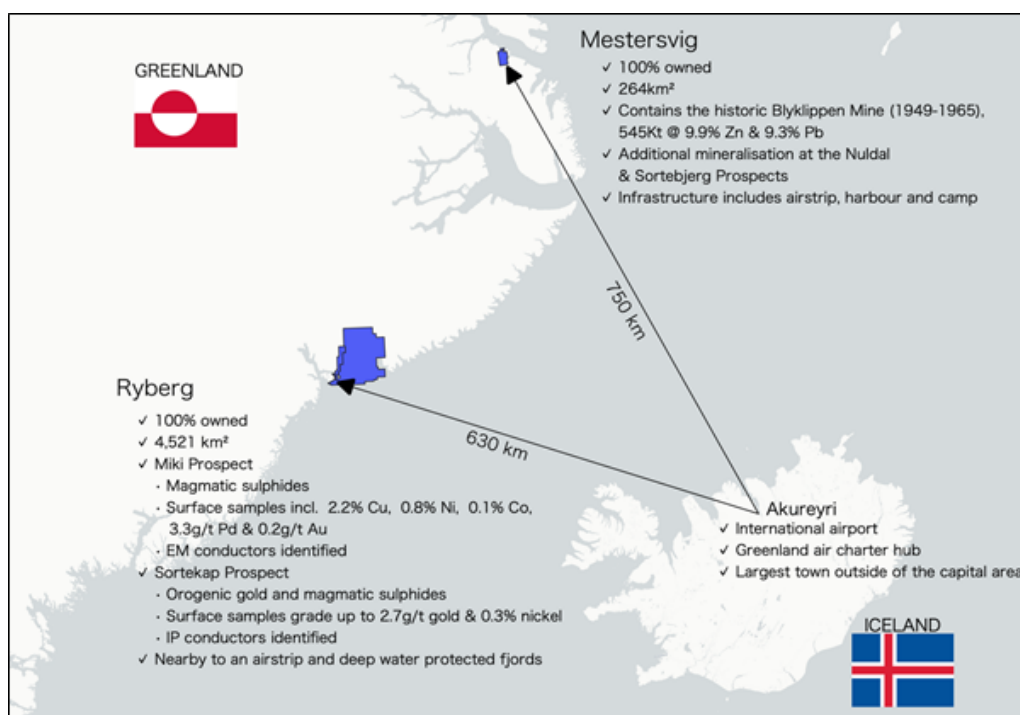 GREENLAND
Mestersvig
✓ 100% owned
✓ 264km²
✓ Contains the historic Blyklippen Mine (1949-1965),
545Kt @ 9.9% Zn & 9.3% Pb
✓ Additional mineralisation at the Nuldal
& Sortebjerg Prospects
✓ Infrastructure includes airstrip, harbour and camp
750 km
630 km
Ryberg
✓ 100% owned
✓ 4,521 km²
✓ Miki Prospect
· Magmatic sulphides
· Surface samples incl. 2.2% Cu, 0.8% Ni, 0.1% Co,
3.3g/t Pd & 0.2g/t Au
· EM conductors identified
✓ Sortekap Prospect
· Orogenic gold and magmatic sulphides
· Surface samples grade up to 2.7g/t gold & 0.3% nickel
· IP conductors identified
✓ Nearby to an airstrip and deep water protected fjords
Akureyri
✓ International airport
✓ Greenland air charter hub
✓ Largest town outside of the capital area
ICELAND